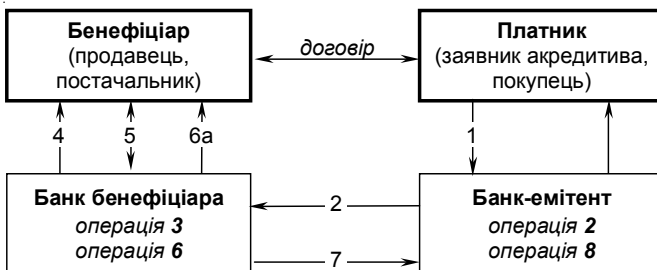 Бенефіціар
(продавець,
постачальник)
договір
Платник
(заявник акредитива,
покупець)
4
5
6а
1
Банк бенефіціара
операція 3
операція 6
2
7
Банк-емітент
операція 2
операція 8